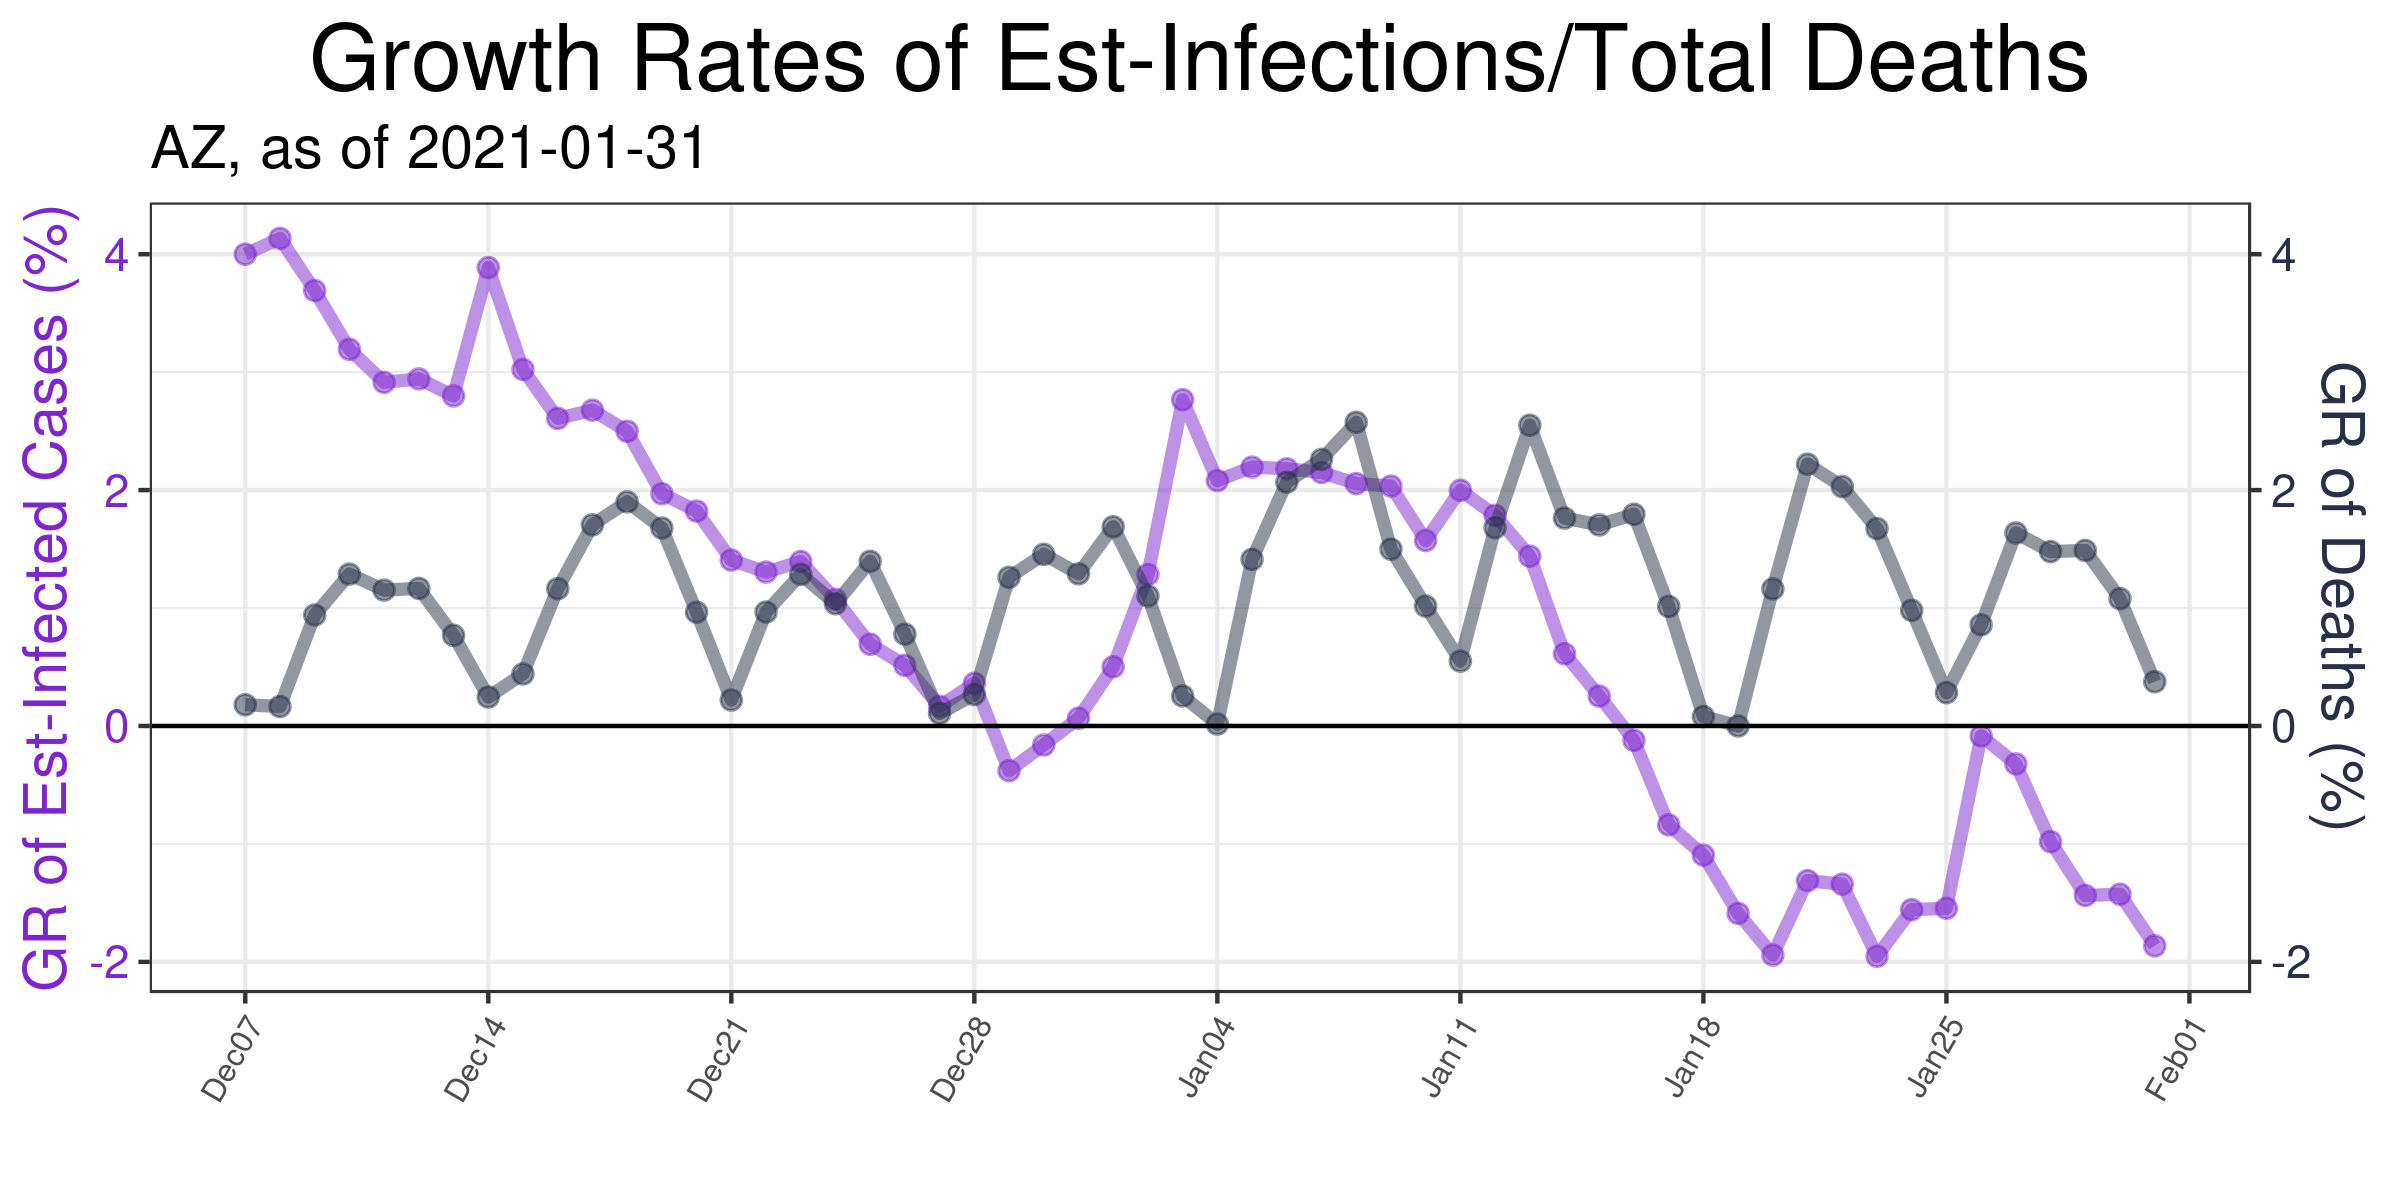 Growth Rates of Est-Infections/Total Deaths
AZ, as of 2021-01-31
GR of Est-Infected Cases (%)
4
2
0
-2
4
2
0
-2
GR of Deaths (%)
Dec07
Dec14
Dec21
Dec28
Jan04
Jan11
Jan18
Jan25
Feb01